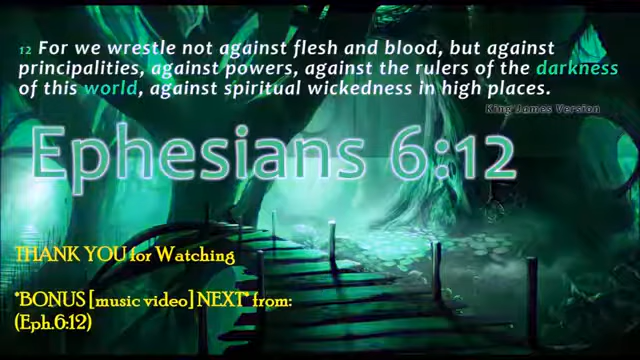 12 For we wrestle not against flesh and blood, but against
principalities, against powers, against the rulers of the darkness
of this world, against spiritual wickedness in high places.
King James Version
Ephesians 6:12
THANK YOU for Watching
*BONUS [music video] NEXT* from:
(Eph.6:12)